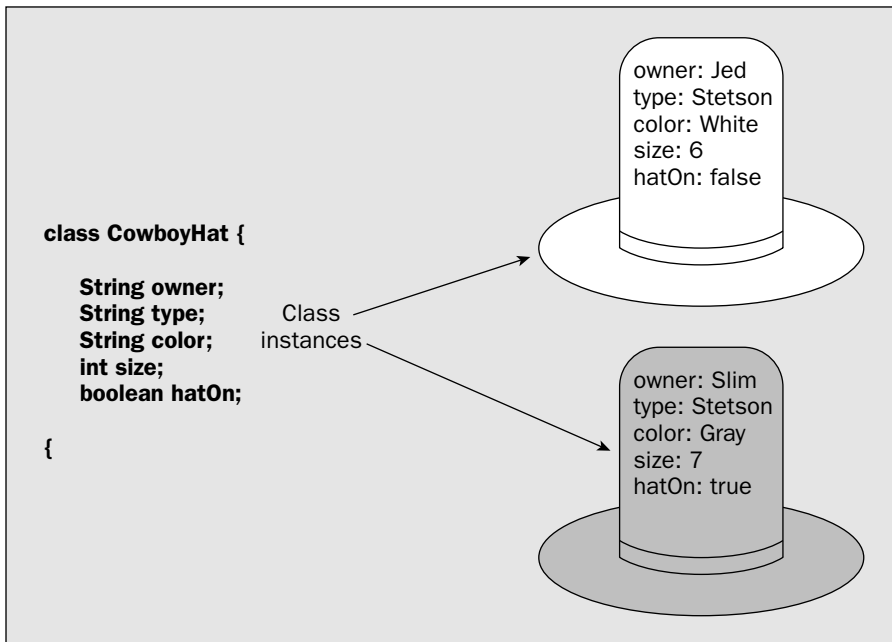 class CowboyHat {
String owner;
String type;
String color;
int size;
boolean hatOn;
{
Class
instances
owner: Jed
type: Stetson
color: White
size: 6
hatOn: false
owner: Slim
type: Stetson
color: Gray
size: 7
hatOn: true